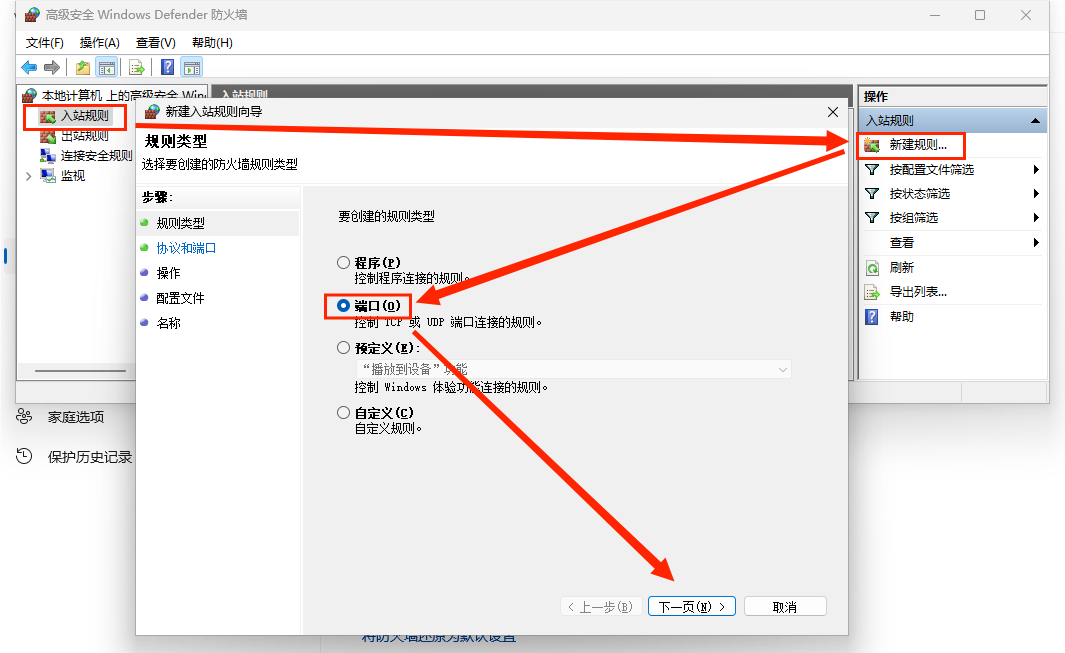 高级安全 Windows Defender 防火墙
文件(F) 操作(A) 查看(V) 帮助(H)
本地计算机 上的高级安全 Wind
入站规则
出站规则
连接安全规则
监视
入站规则
新建入站规则向导
规则类型
选择要创建的防火墙规则类型
步骤:
规则类型
协议和端口
操作
配置文件
名称
要创建的规则类型
程序(P)
控制程序连接的规则。
端口(O)
控制 TCP 或 UDP 端口连接的规则。
预定义(E):
“播放到设备”功能
控制 Windows 体验功能连接的规则。
自定义(C)
自定义规则。
< 上一步(B) 下一页(N) > 取消
操作
入站规则
新建规则...
按配置文件筛选
按状态筛选
按组筛选
查看
刷新
导出列表...
帮助
家庭选项
保护历史记录
将防火墙还原为默认设置